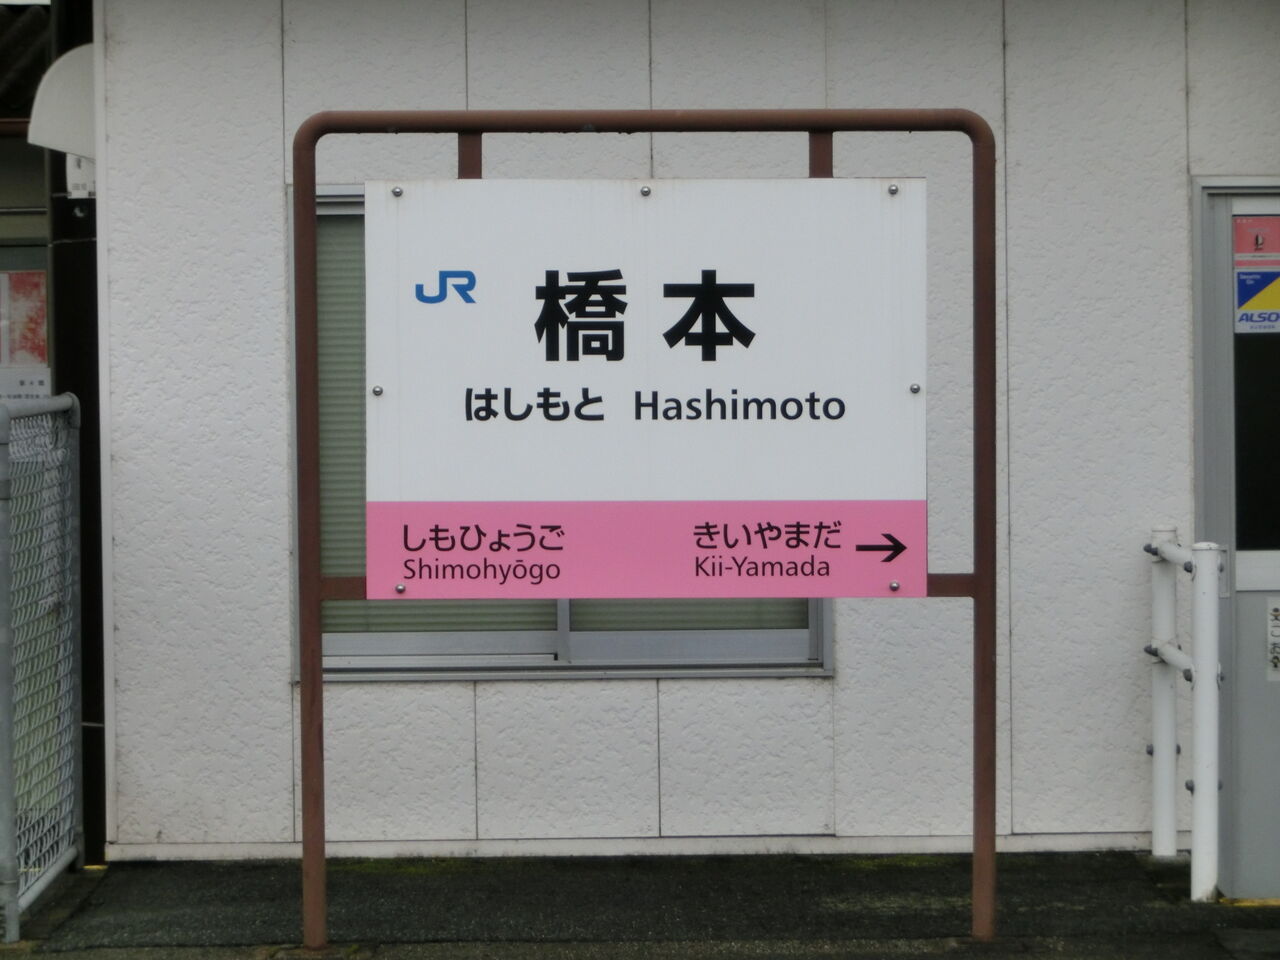 JR 橋本
はしもと Hashimoto
しもひょうご きいやまだ →
Shimohyōgo Kii-Yamada
ALSO